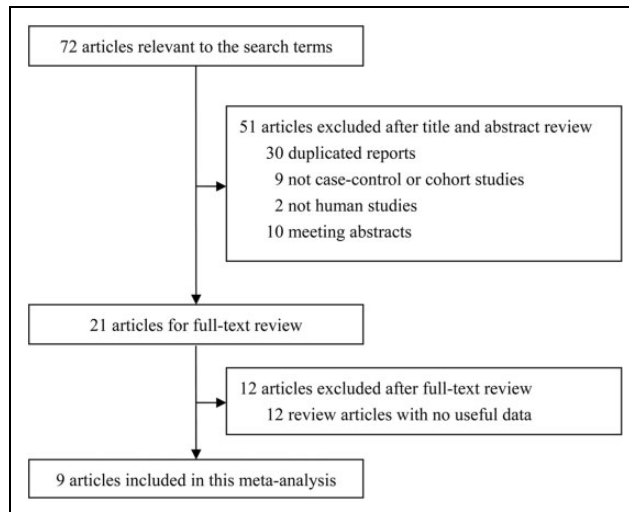 72 articles relevant to the search terms
51 articles excluded after title and abstract review
30 duplicated reports
9 not case-control or cohort studies
2 not human studies
10 meeting abstracts
21 articles for full-text review
12 articles excluded after full-text review
12 review articles with no useful data
9 articles included in this meta-analysis